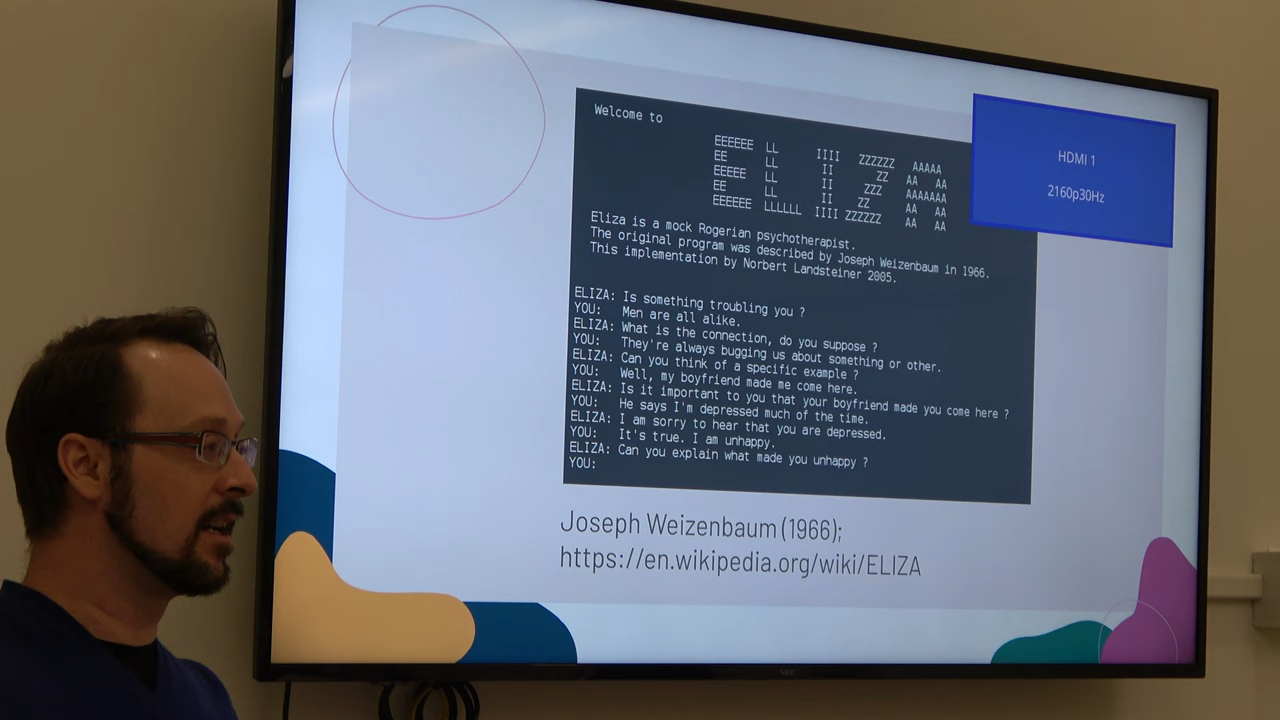 Welcome to
EEEEEE LL IIII ZZZZZZ AAAAA
EE LL II ZZ AA AA
EEEEE LL II ZZZ AAAAAAA
EE LL II ZZ AA AA
EEEEEE LLLLLL IIII ZZZZZZ AA AA
Eliza is a mock Rogerian psychotherapist.
The original program was described by Joseph Weizenbaum in 1966.
This implementation by Norbert Landsteiner 2005.
ELIZA: Is something troubling you ?
YOU: Men are all alike.
ELIZA: What is the connection, do you suppose ?
YOU: They're always bugging us about something or other.
ELIZA: Can you think of a specific example ?
YOU: Well, my boyfriend made me come here.
ELIZA: Is it important to you that your boyfriend made you come here ?
YOU: He says I'm depressed much of the time.
ELIZA: I am sorry to hear that you are depressed.
YOU: It's true. I am unhappy.
ELIZA: Can you explain what made you unhappy ?
YOU:
HDMI 1
2160p30Hz
Joseph Weizenbaum (1966);
https://en.wikipedia.org/wiki/ELIZA
NEC